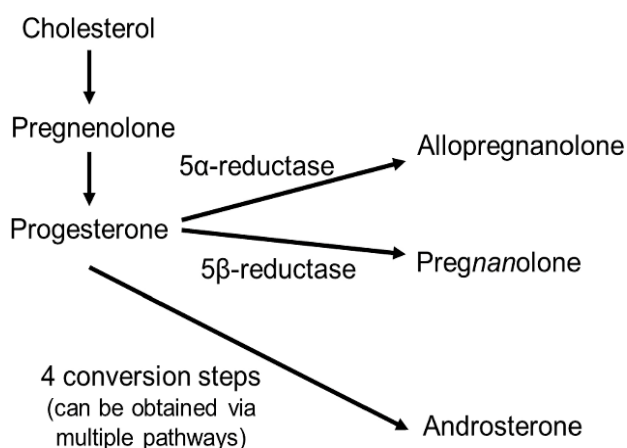 Cholesterol
Pregnenolone
Allopregnanolone
5α-reductase
Progesterone
5β-reductase
Pregnanolone
4 conversion steps
(can be obtained via
multiple pathways)
Androsterone